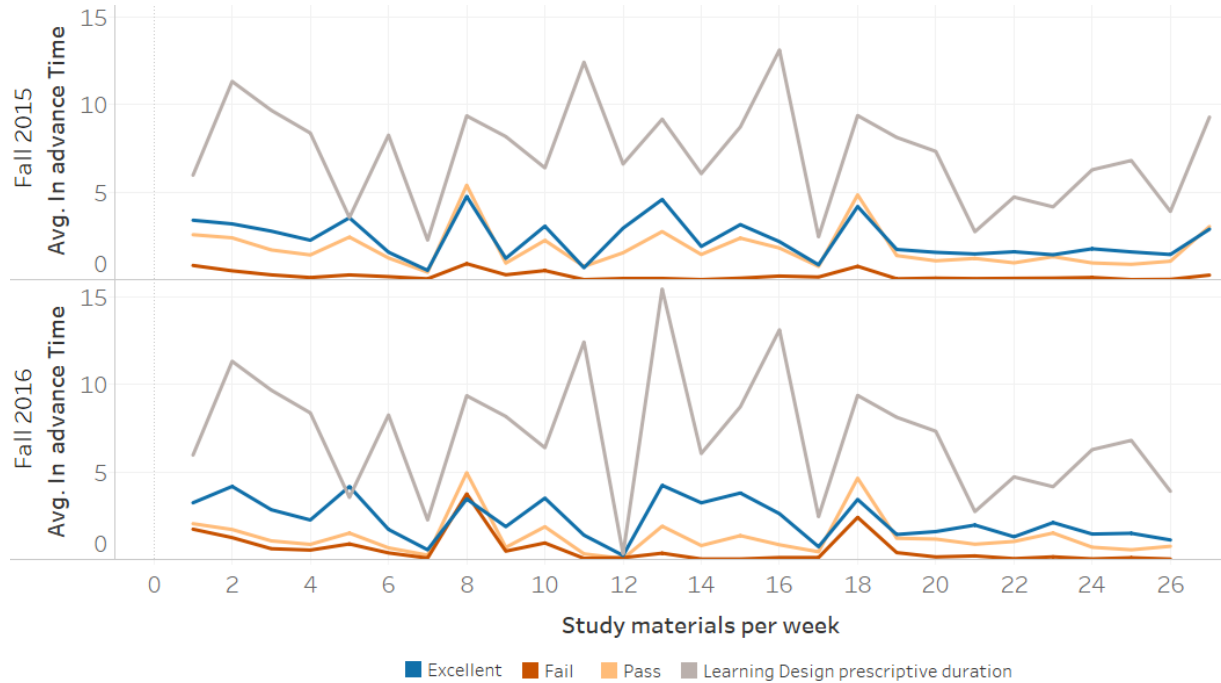 Fall 2015
Avg. In advance Time
15
10
5
0
Fall 2016
Avg. In advance Time
15
10
5
0
0 2 4 6 8 10 12 14 16 18 20 22 24 26
Study materials per week
Excellent Fail Pass Learning Design prescriptive duration